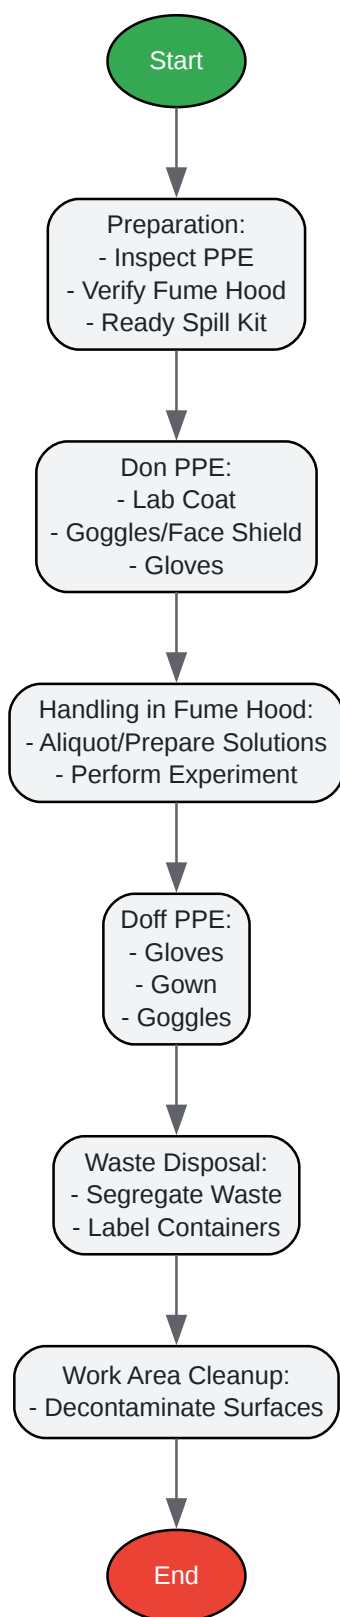 Start
Preparation:
- Inspect PPE
- Verify Fume Hood
- Ready Spill Kit
Don PPE:
- Lab Coat
- Goggles/Face Shield
- Gloves
Handling in Fume Hood:
- Aliquot/Prepare Solutions
- Perform Experiment
Doff PPE:
- Gloves
- Gown
- Goggles
Waste Disposal:
- Segregate Waste
- Label Containers
Work Area Cleanup:
- Decontaminate Surfaces
End